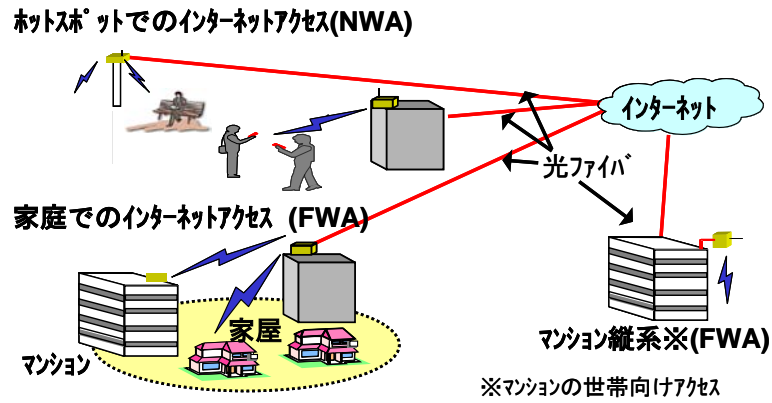 ﾎｯﾄｽﾎﾟｯﾄでのｲﾝﾀｰﾈｯﾄｱｸｾｽ(NWA)
ｲﾝﾀｰﾈｯﾄ
光ﾌｧｲﾊﾞ
家庭でのｲﾝﾀｰﾈｯﾄｱｸｾｽ (FWA)
家屋
ﾏﾝｼｮﾝ
ﾏﾝｼｮﾝ縦系※(FWA)
※ﾏﾝｼｮﾝの世帯向けｱｸｾｽ